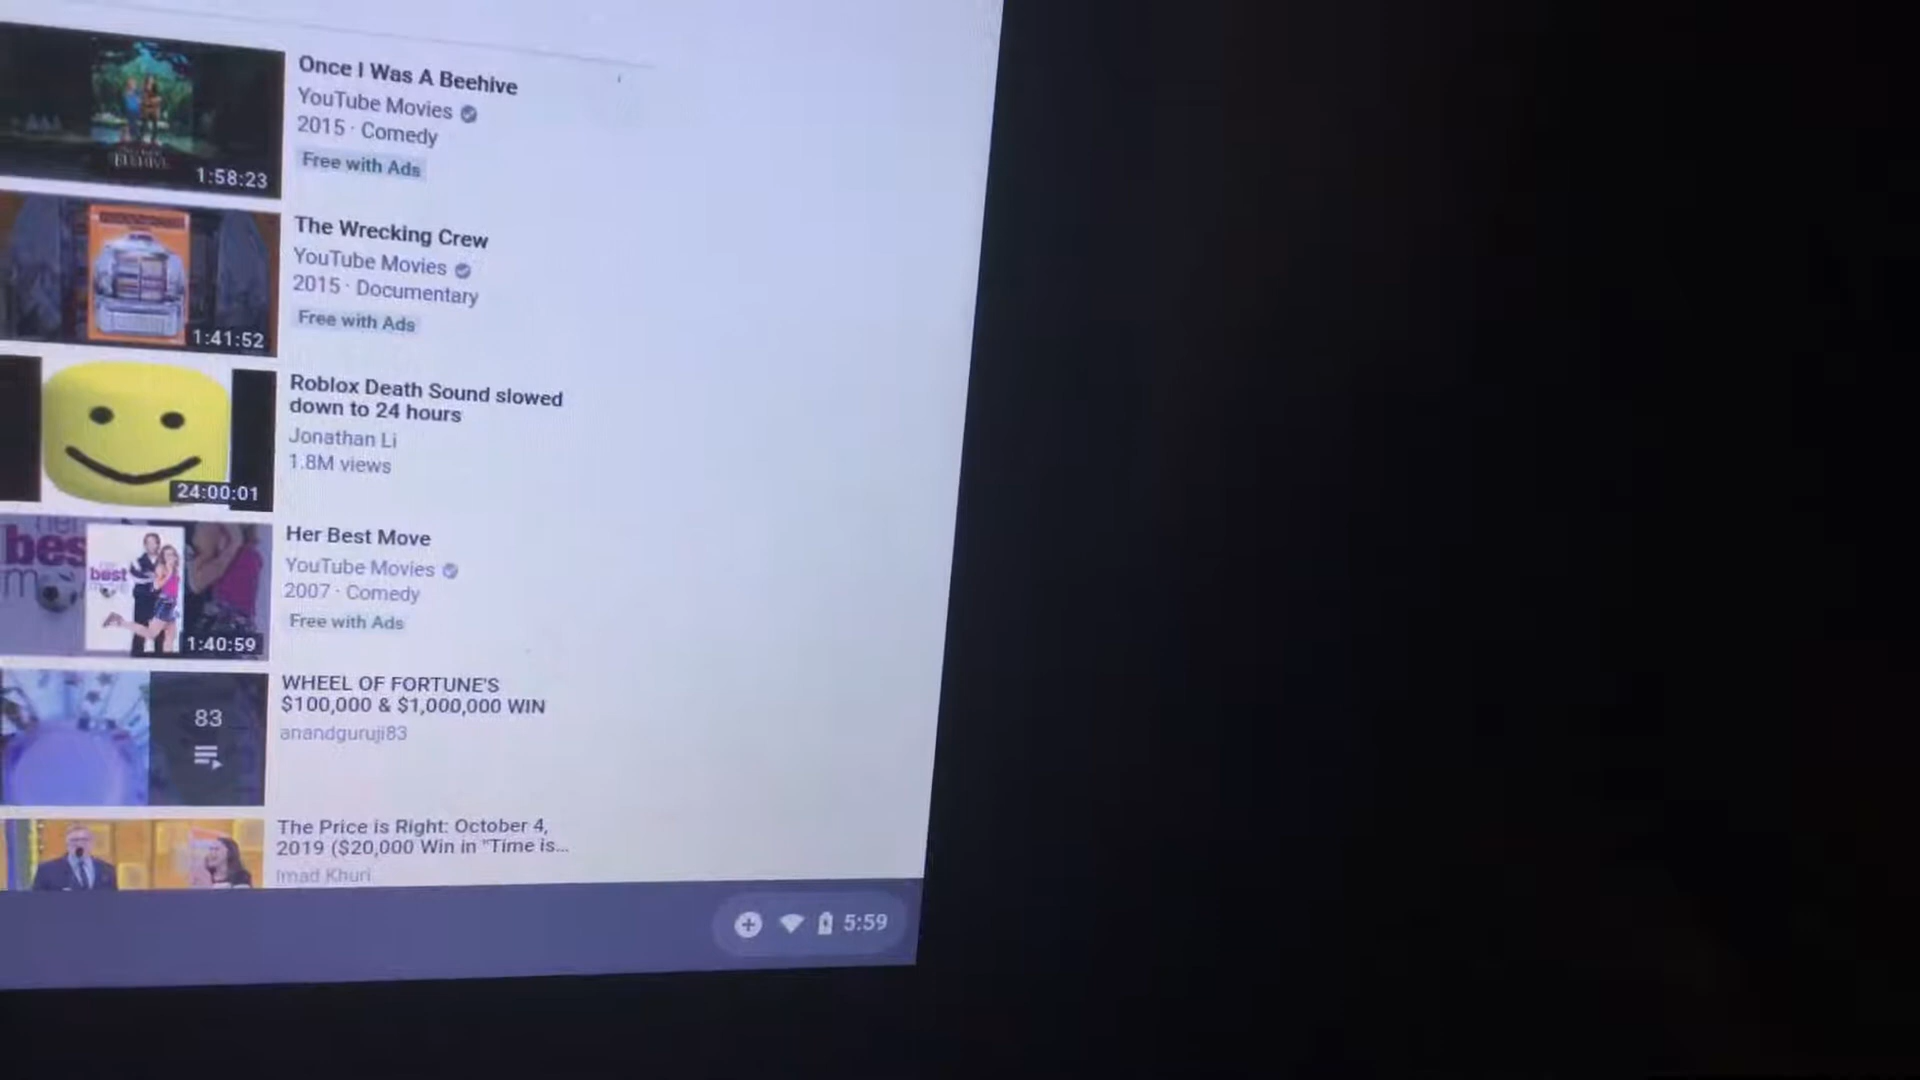 Once I Was A Beehive
YouTube Movies
2015 · Comedy
Free with Ads
BEEHIVE
1:58:23
The Wrecking Crew
YouTube Movies
2015 · Documentary
Free with Ads
1:41:52
Roblox Death Sound slowed
down to 24 hours
Jonathan Li
1.8M views
24:00:01
Her Best Move
YouTube Movies
2007 · Comedy
Free with Ads
her
best
best
1:40:59
WHEEL OF FORTUNE'S
$100,000 & $1,000,000 WIN
anandguruji83
83
The Price is Right: October 4,
2019 ($20,000 Win in "Time is...
Imad Khuri
5:59